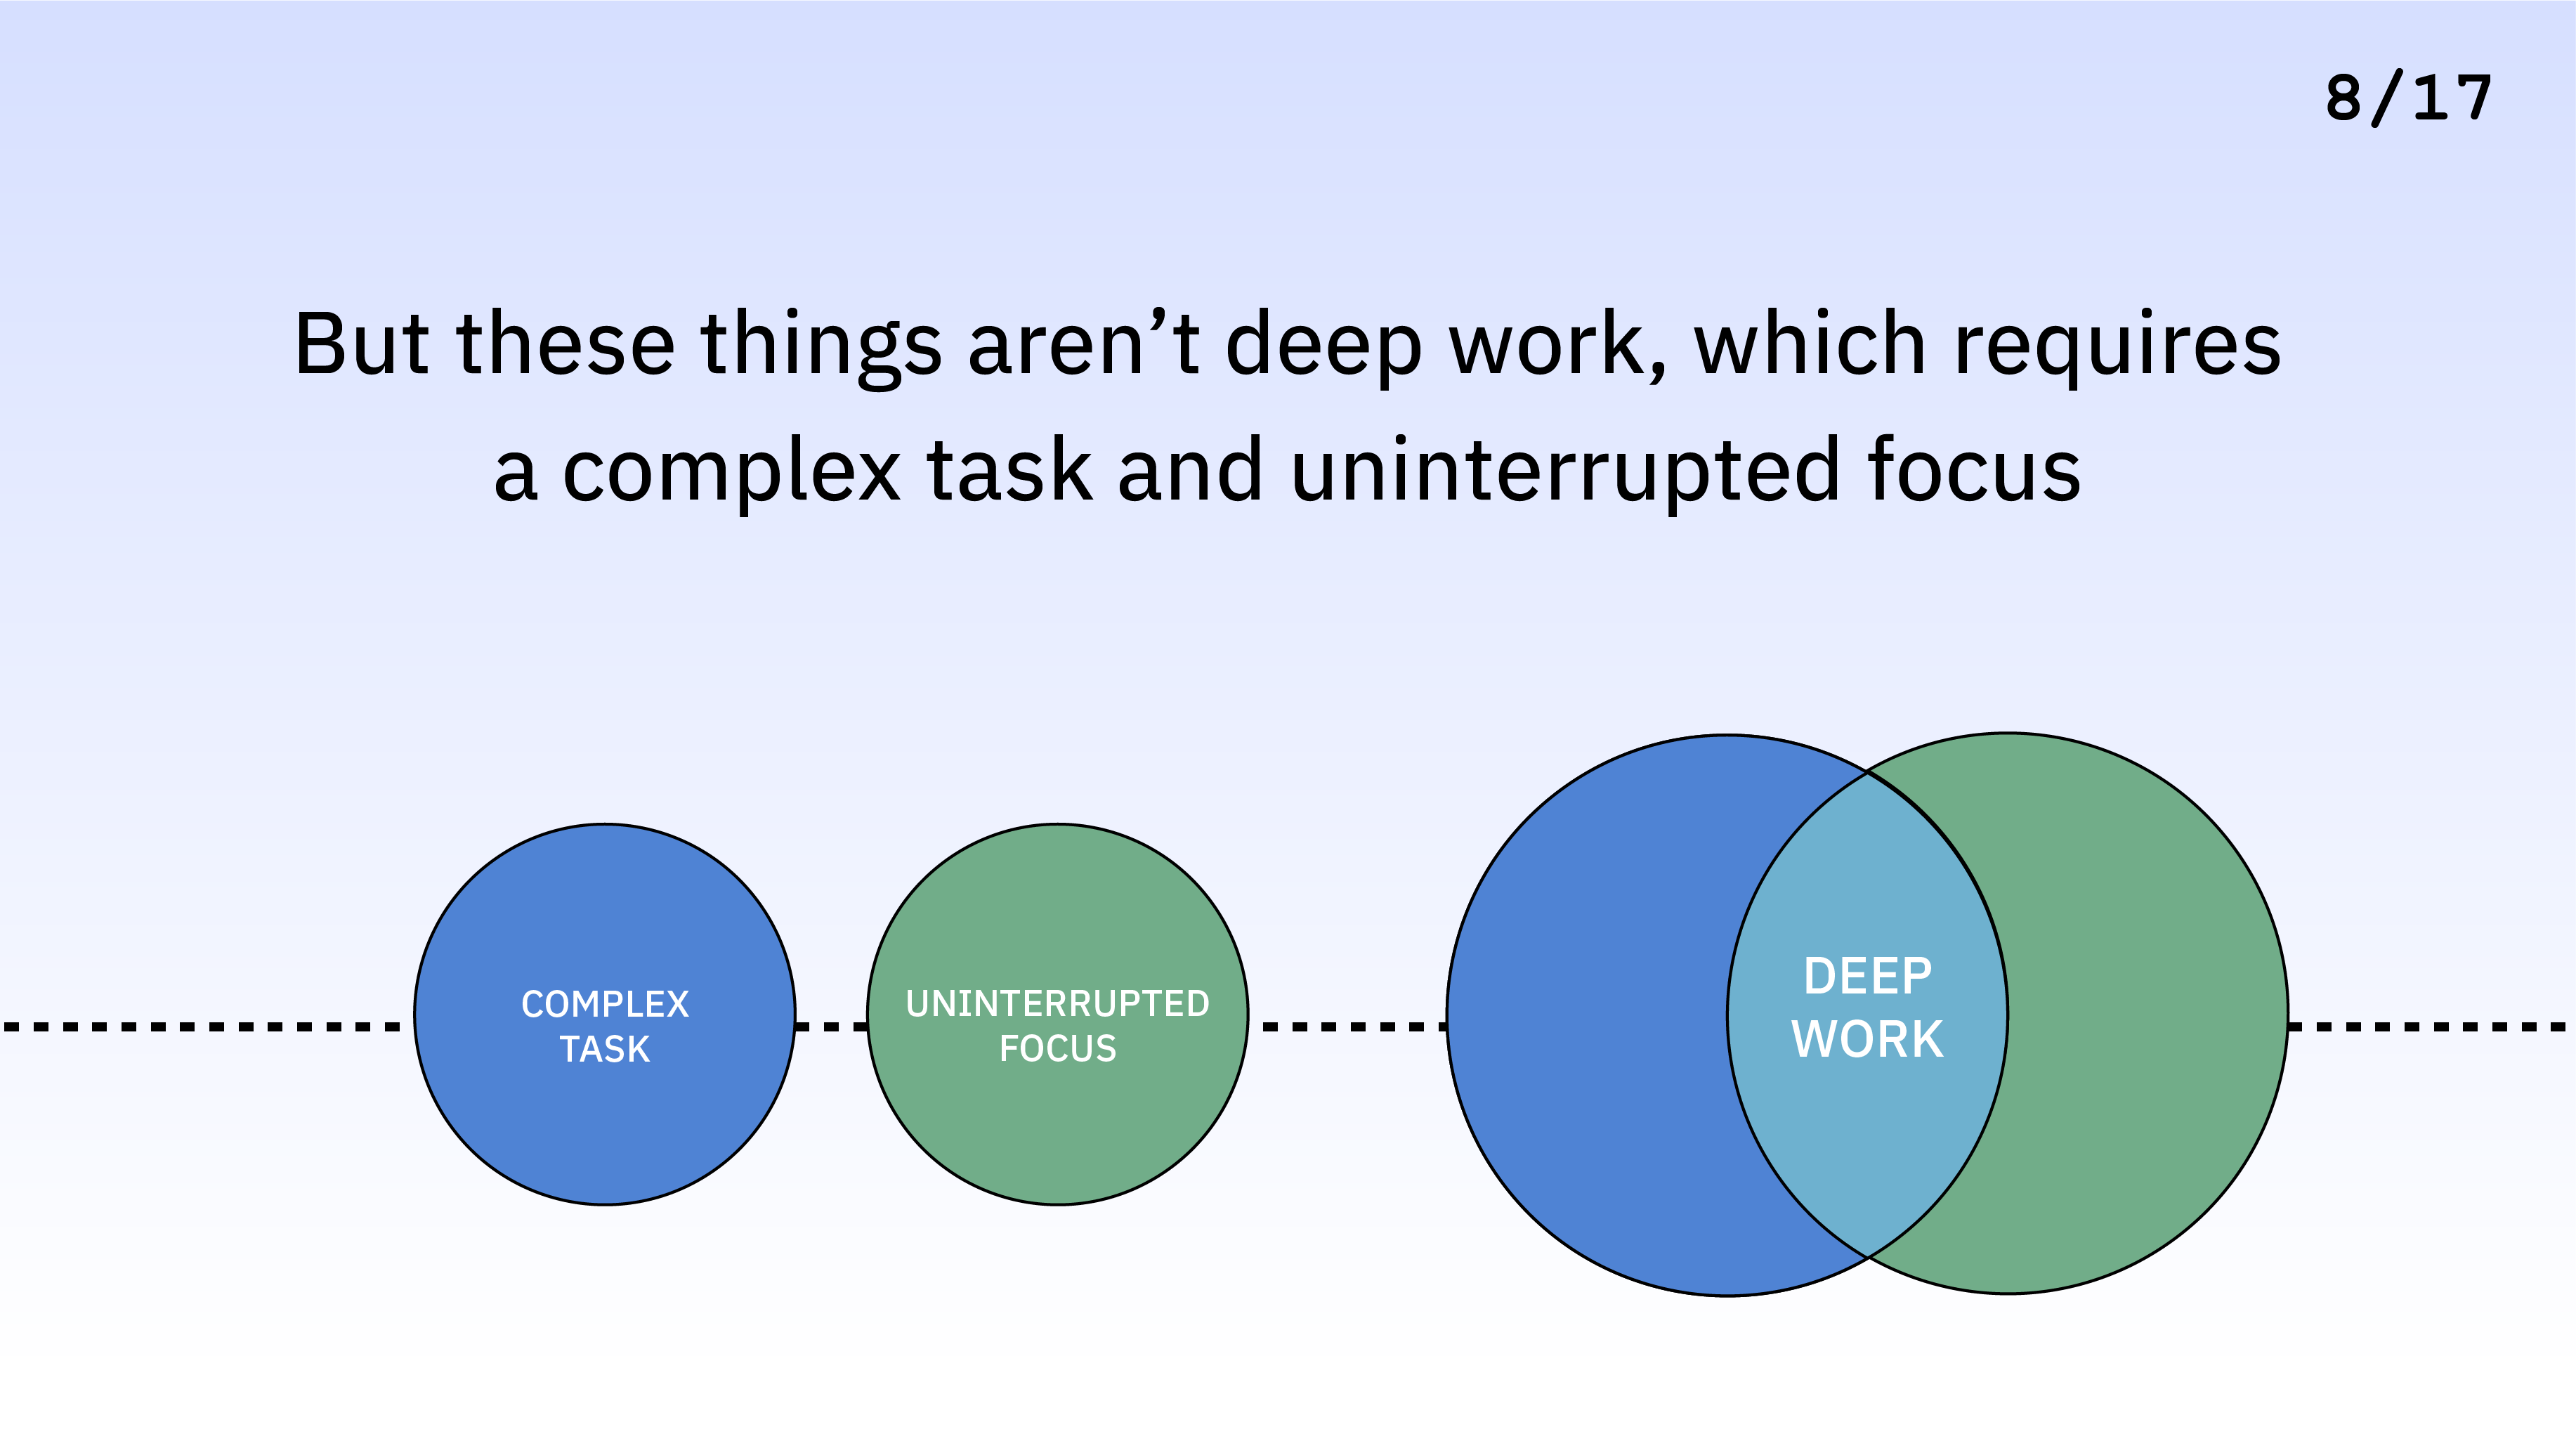 8/17
But these things aren’t deep work, which requires
a complex task and uninterrupted focus
COMPLEX
TASK
UNINTERRUPTED
FOCUS
DEEP
WORK